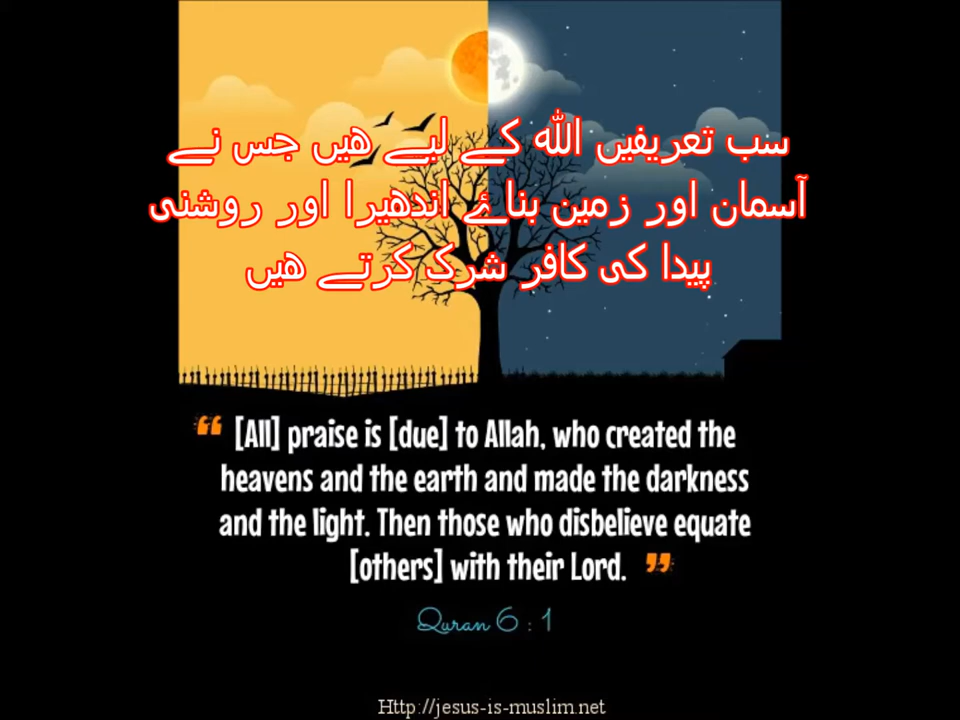 سب تعریفیں اللہ کے لیے ھیں جس نے
آسمان اور زمین بناۓ اندھیرا اور روشنی
پیدا کی کافر شرک کرتے ھیں
“ [All] praise is [due] to Allah, who created the
heavens and the earth and made the darkness
and the light. Then those who disbelieve equate
[others] with their Lord. ”
Quran 6 : 1
Http://jesus-is-muslim.net